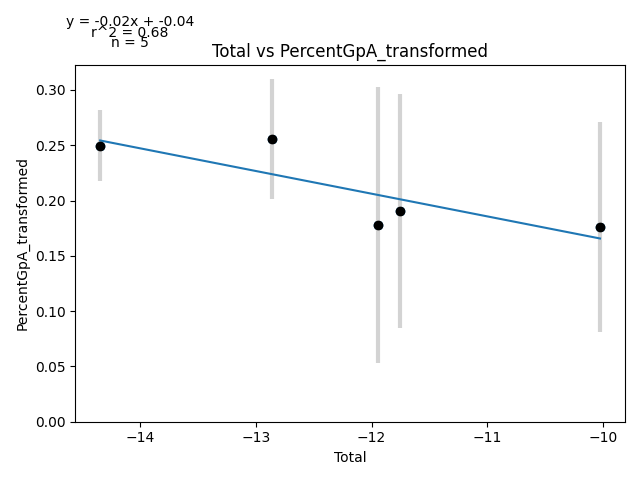 y = -0.02x + -0.04
r^2 = 0.68
n = 5
Total vs PercentGpA_transformed
PercentGpA_transformed
0.30
0.25
0.20
0.15
0.10
0.05
0.00
−14
−13
−12
−11
−10
Total